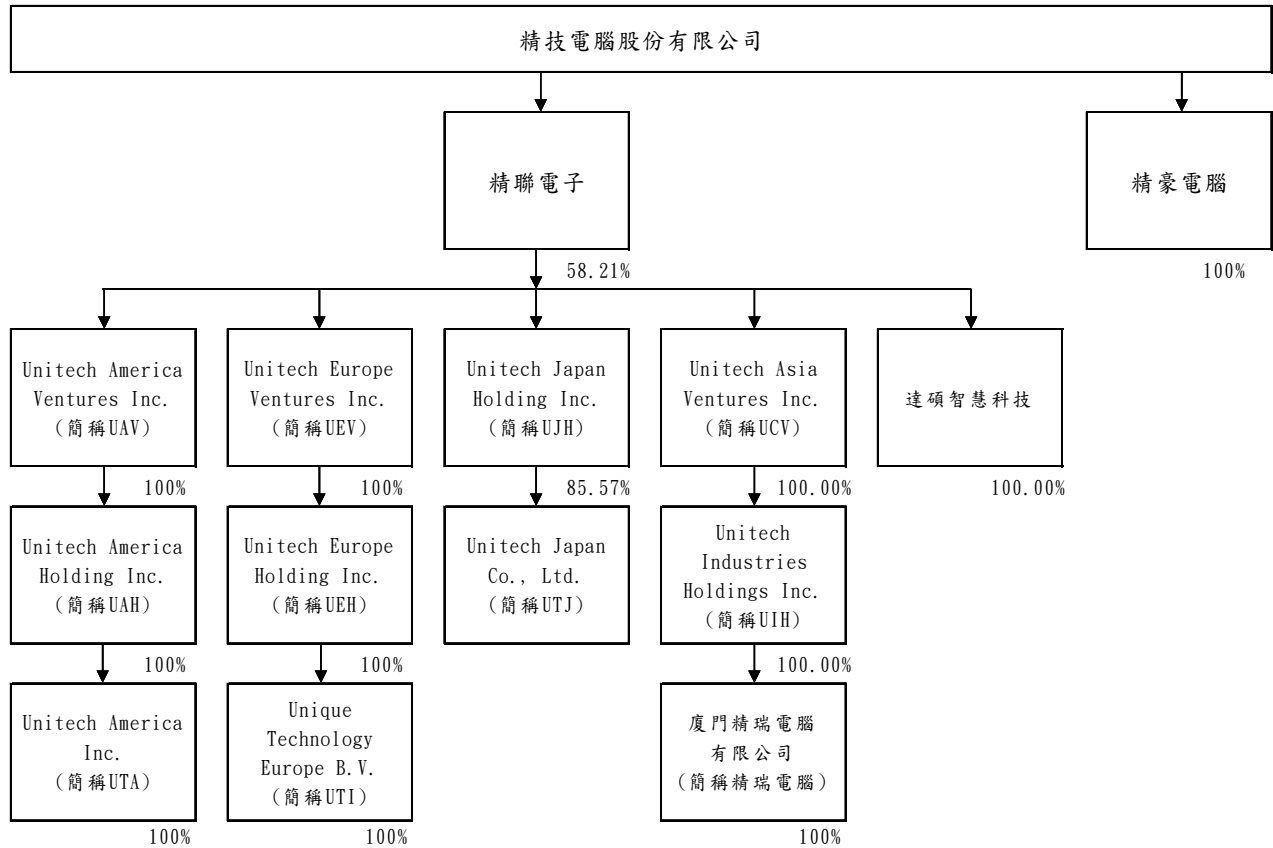 精技電腦股份有限公司
精聯電子
精豪電腦
58.21%
100%
Unitech America
Ventures Inc.
(簡稱UAV)
Unitech Europe
Ventures Inc.
(簡稱UEV)
Unitech Japan
Holding Inc.
(簡稱UJH)
Unitech Asia
Ventures Inc.
(簡稱UCV)
達碩智慧科技
100%
100%
85.57%
100.00%
100.00%
Unitech America
Holding Inc.
(簡稱UAH)
Unitech Europe
Holding Inc.
(簡稱UEH)
Unitech Japan
Co., Ltd.
(簡稱UTJ)
Unitech
Industries
Holdings Inc.
(簡稱UIH)
100%
100%
100.00%
Unitech America
Inc.
(簡稱UTA)
Unique
Technology
Europe B.V.
(簡稱UTI)
廈門精瑞電腦
有限公司
(簡稱精瑞電腦)
100%
100%
100%